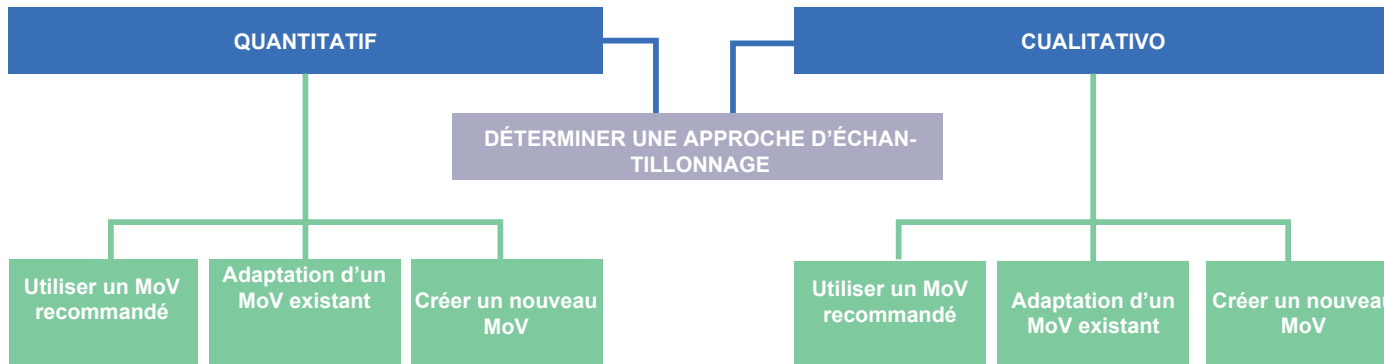 QUANTITATIF
CUALITATIVO
DÉTERMINER UNE APPROCHE D'ÉCHAN-
TILLONNAGE
Utiliser un MoV
recommandé
Adaptation d'un
MoV existant
Créer un nouveau
MoV
Utiliser un MoV
recommandé
Adaptation d'un
MoV existant
Créer un nouveau
MoV